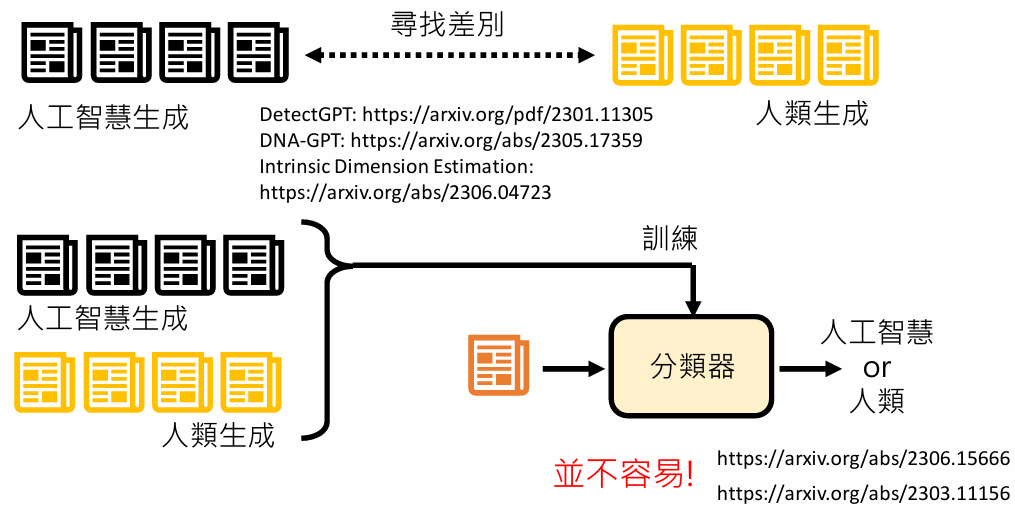 尋找差別
人工智慧生成
人類生成
DetectGPT: https://arxiv.org/pdf/2301.11305
DNA-GPT: https://arxiv.org/abs/2305.17359
Intrinsic Dimension Estimation:
https://arxiv.org/abs/2306.04723
訓練
人工智慧生成
人類生成
分類器
人工智慧
or
人類
並不容易!
https://arxiv.org/abs/2306.15666
https://arxiv.org/abs/2303.11156